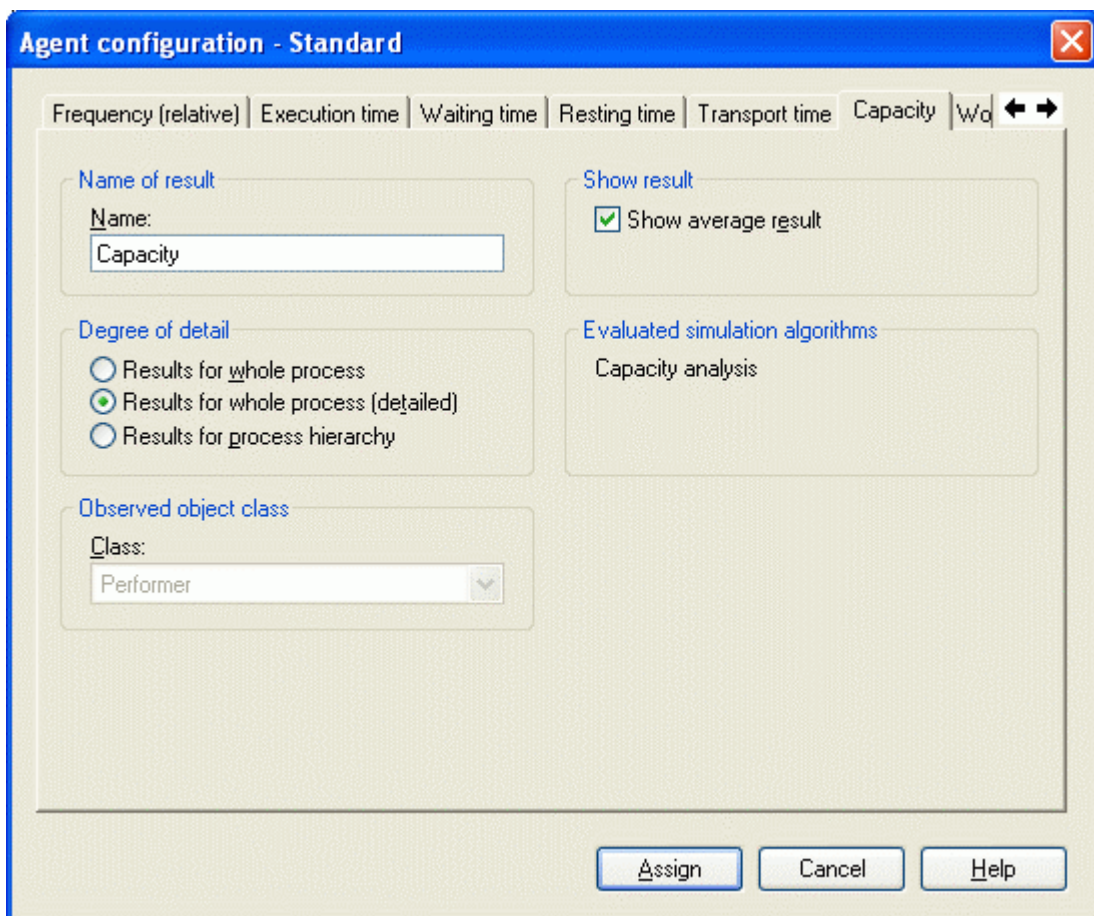 Agent configuration - Standard
Frequency (relative) Execution time Waiting time Resting time Transport time Capacity Wo
Name of result
Name:
Capacity
Show result
Show average result
Degree of detail
Results for whole process
Results for whole process (detailed)
Results for process hierarchy
Evaluated simulation algorithms
Capacity analysis
Observed object class
Class:
Performer
Assign Cancel Help